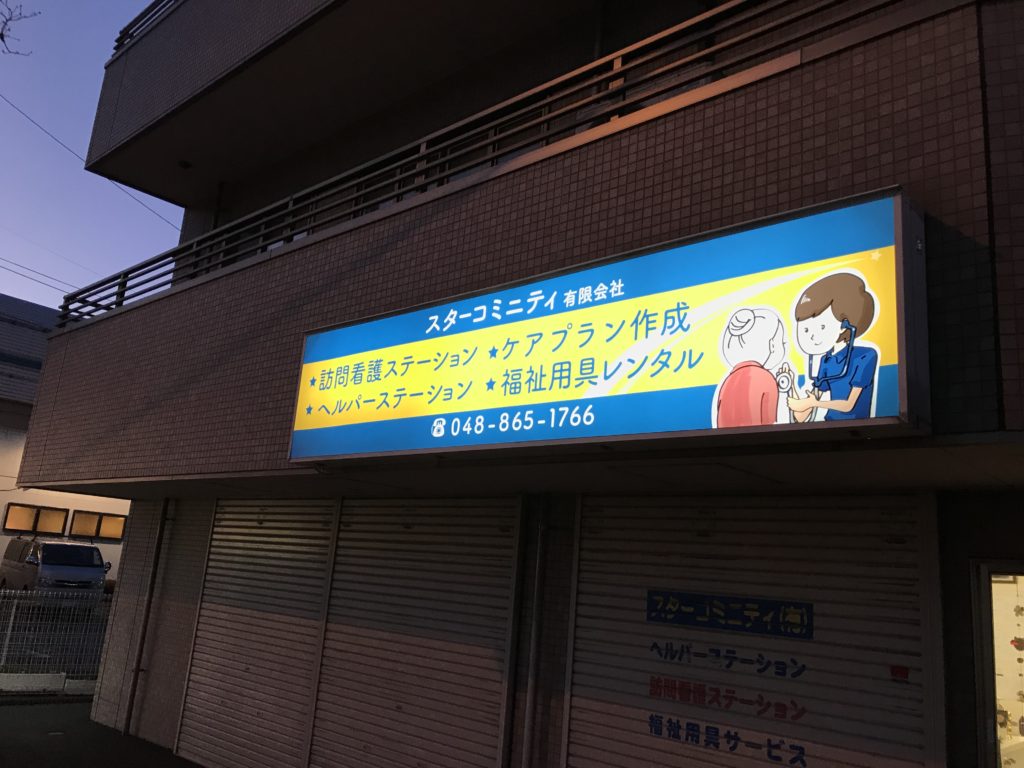 スターコミニティ有限会社
★訪問看護ステーション ★ケアプラン作成
★ヘルパーステーション ★福祉用具レンタル
☎ 048-865-1766
スターコミニティ(有)
ヘルパーステーション
訪問看護ステーション
福祉用具サービス